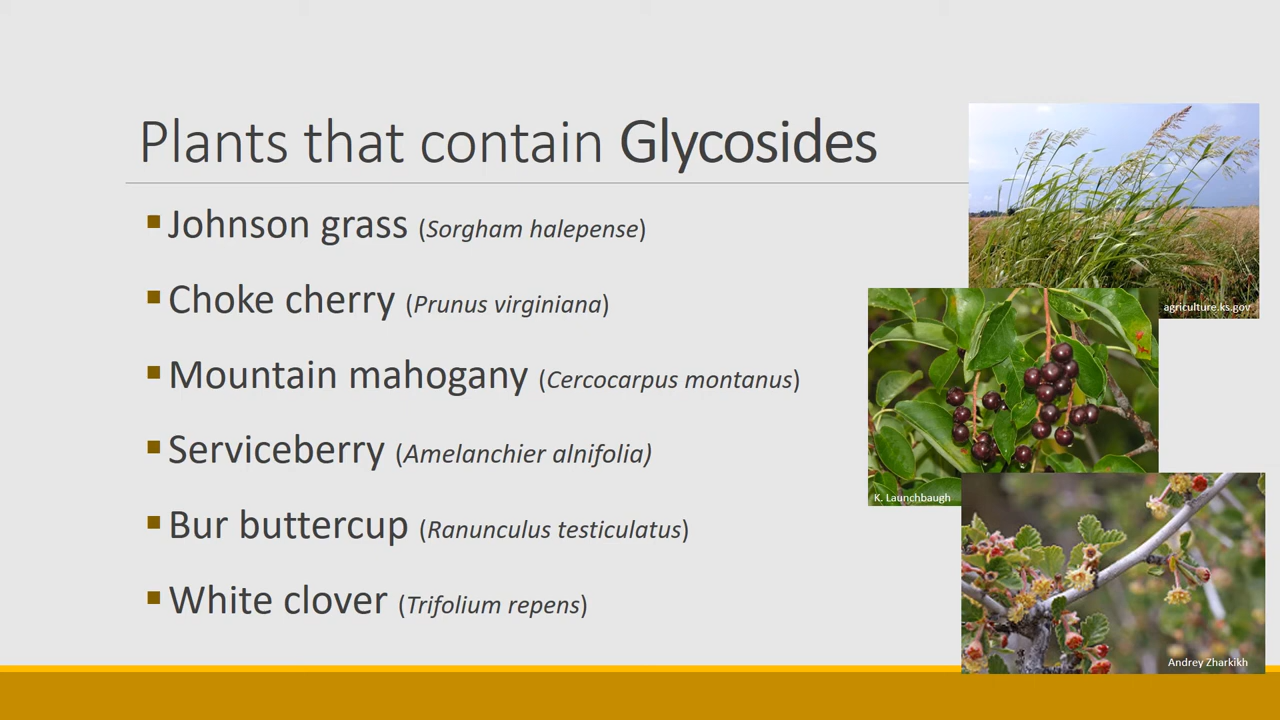 Plants that contain Glycosides
▪ Johnson grass (Sorgham halepense)
▪ Choke cherry (Prunus virginiana)
▪ Mountain mahogany (Cercocarpus montanus)
▪ Serviceberry (Amelanchier alnifolia)
▪ Bur buttercup (Ranunculus testiculatus)
▪ White clover (Trifolium repens)
agriculture.ks.gov
K. Launchbaugh
Andrey Zharkikh